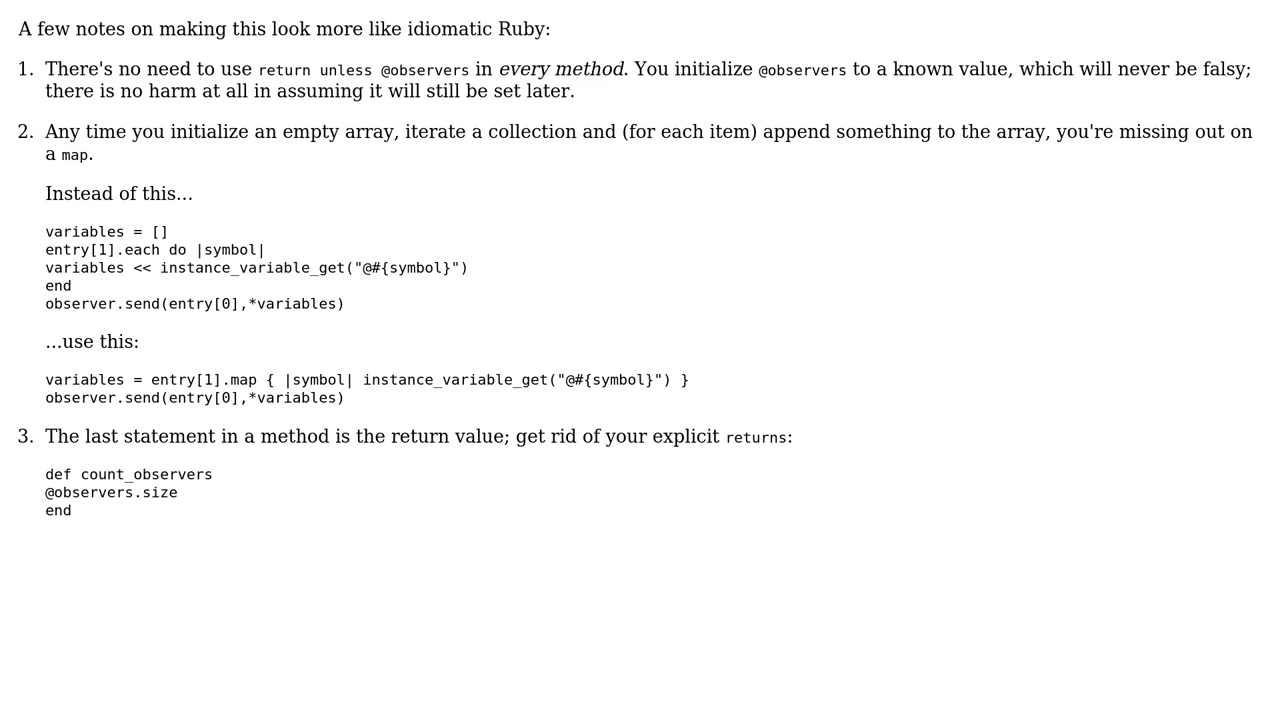 A few notes on making this look more like idiomatic Ruby:
1. There's no need to use return unless @observers in every method. You initialize @observers to a known value, which will never be falsy;
there is no harm at all in assuming it will still be set later.
2. Any time you initialize an empty array, iterate a collection and (for each item) append something to the array, you're missing out on
a map.
Instead of this...
variables = []
entry[1].each do |symbol|
variables << instance_variable_get("@#{symbol}")
end
observer.send(entry[0],*variables)
...use this:
variables = entry[1].map { |symbol| instance_variable_get("@#{symbol}") }
observer.send(entry[0],*variables)
3. The last statement in a method is the return value; get rid of your explicit returns:
def count_observers
@observers.size
end